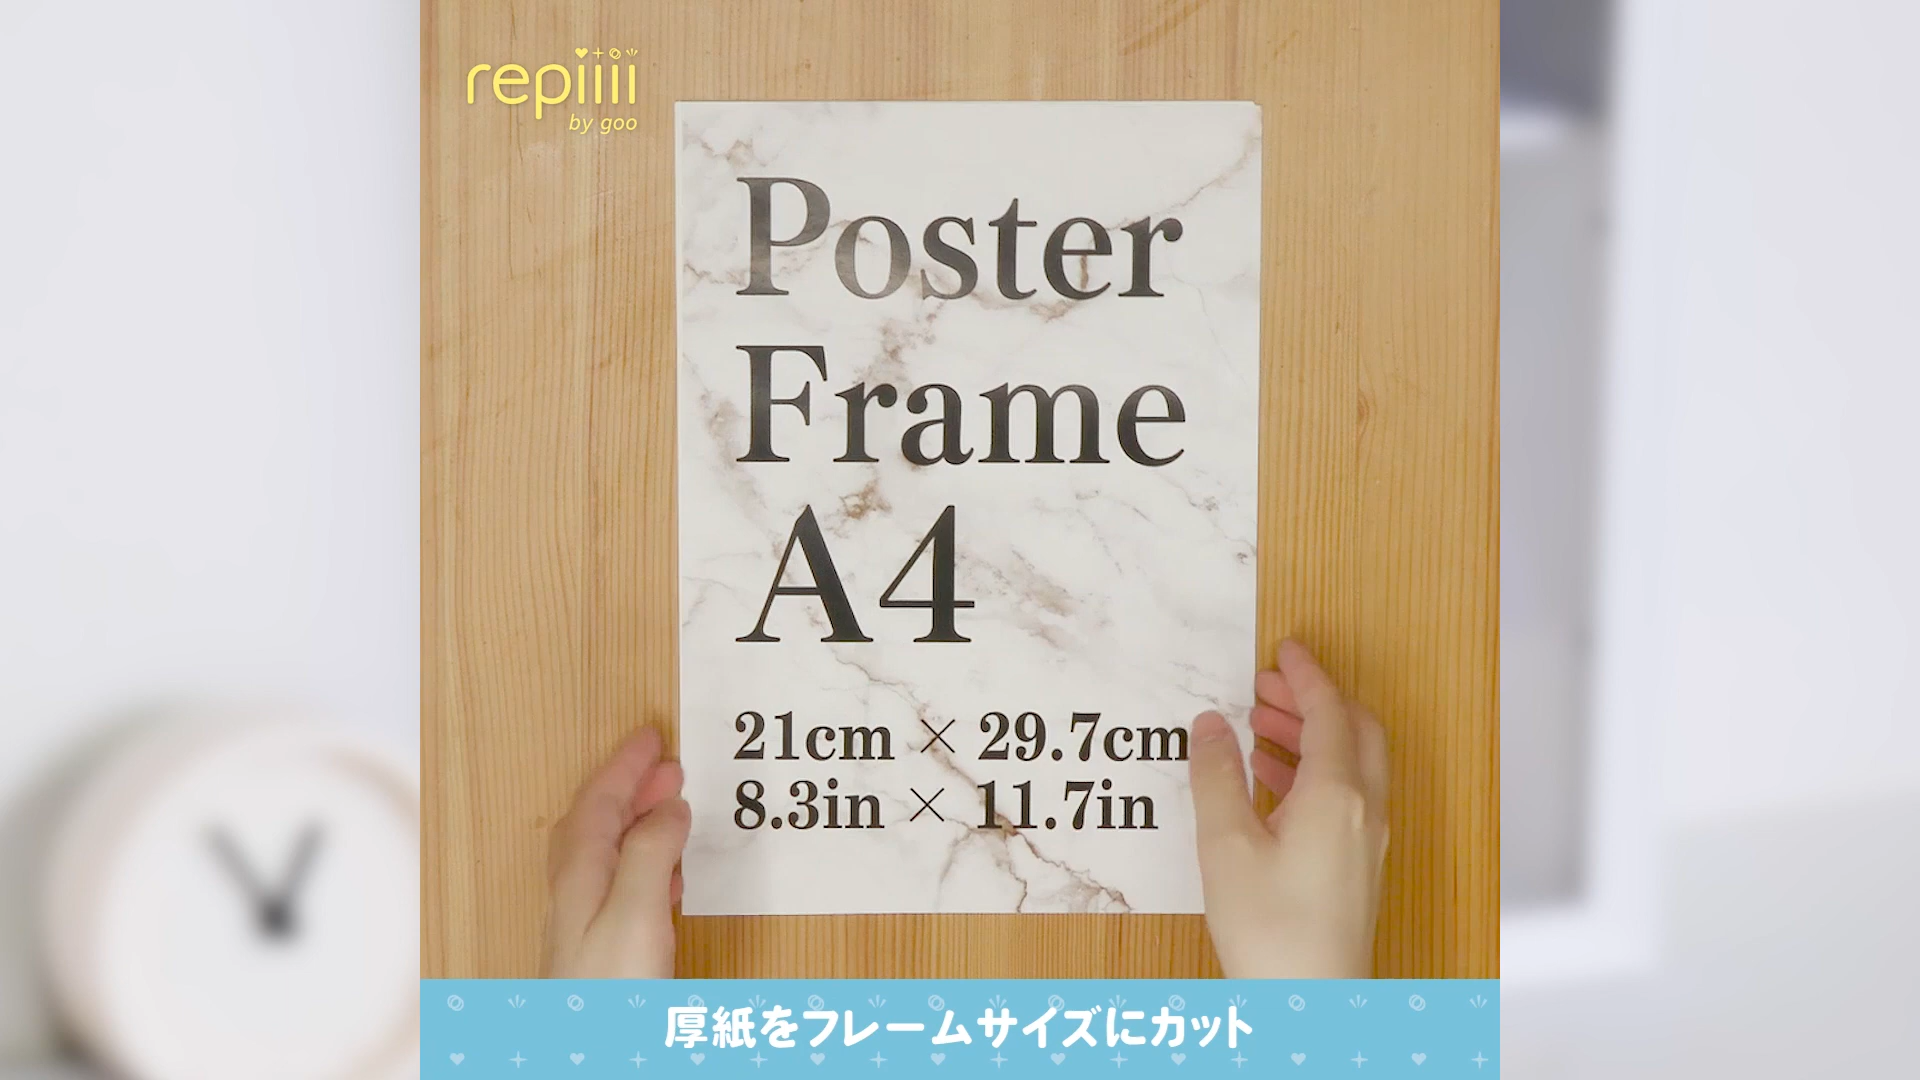 repiiii
by goo
Poster
Frame
A4
21cm × 29.7cm
8.3in × 11.7in
厚紙をフレームサイズにカット